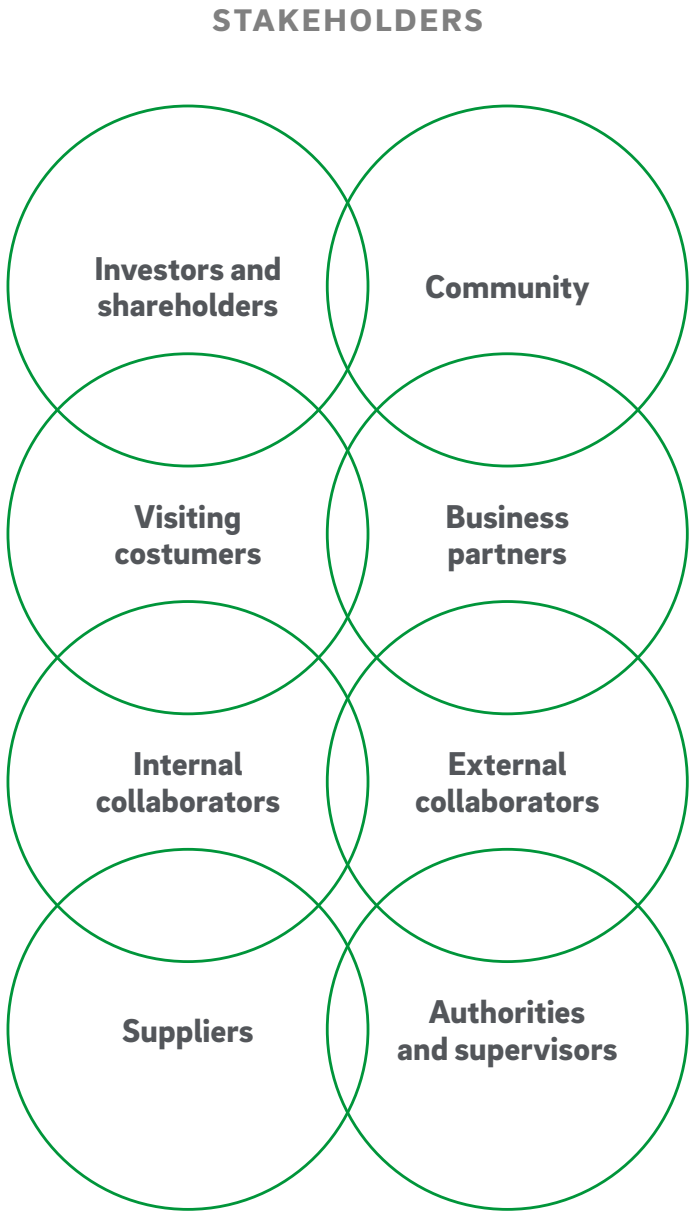 STAKEHOLDERS
Investors and
shareholders
Community
Visiting
costumers
Business
partners
Internal
collaborators
External
collaborators
Suppliers
Authorities
and supervisors